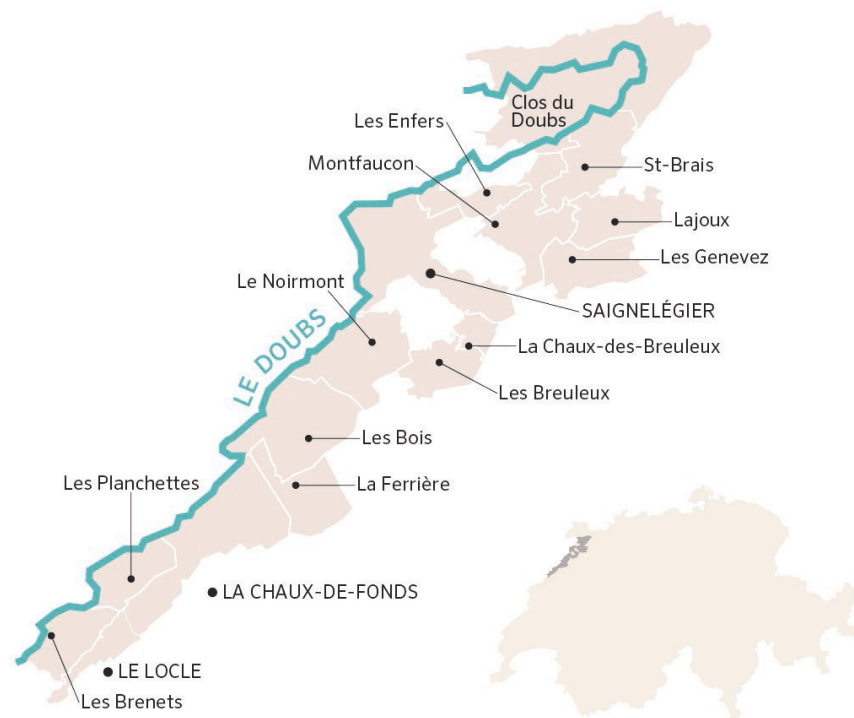 Clos du
Doubs
Les Enfers
Montfaucon
St-Brais
Lajoux
Les Genevez
Le Noirmont
SAIGNELÉGIER
LE DOUBS
La Chaux-des-Breuleux
Les Breuleux
Les Bois
Les Planchettes
La Ferrière
LA CHAUX-DE-FONDS
LE LOCLE
Les Brenets